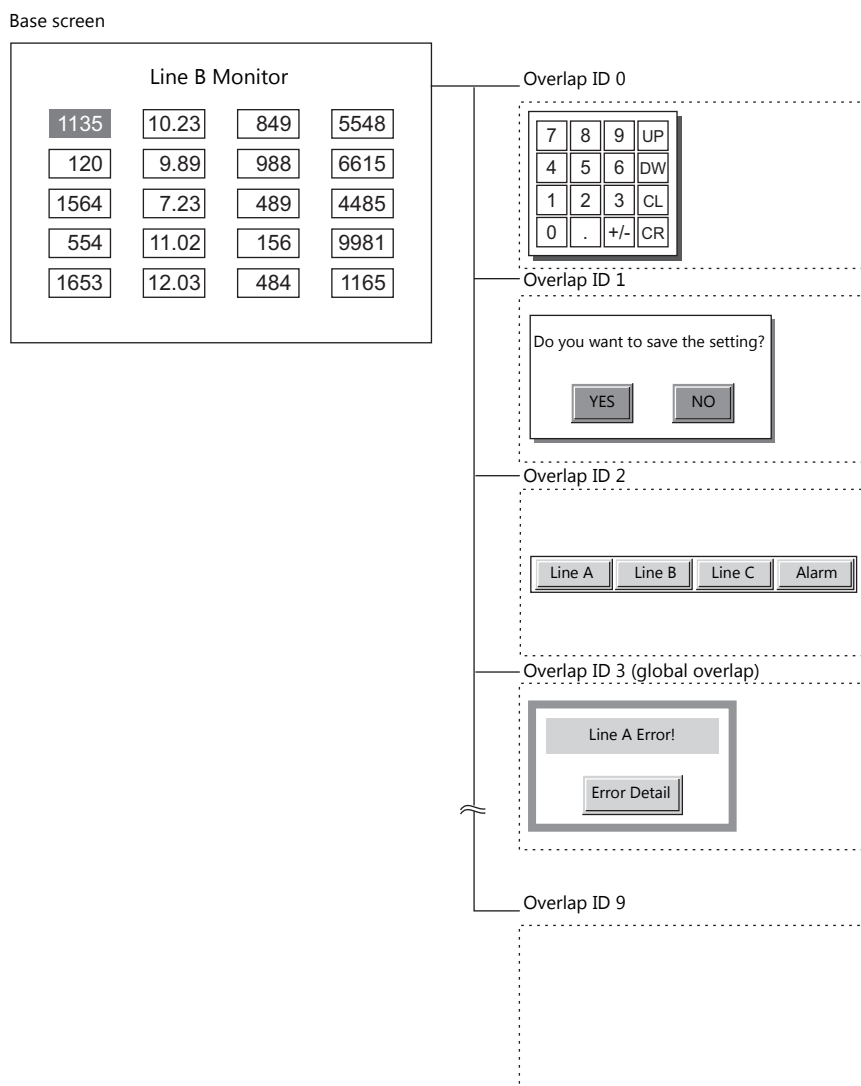 Base screen
Line B Monitor
1135 10.23 849 5548
120 9.89 988 6615
1564 7.23 489 4485
554 11.02 156 9981
1653 12.03 484 1165
Overlap ID 0
7 8 9 UP
4 5 6 DW
1 2 3 CL
0 . +/- CR
Overlap ID 1
Do you want to save the setting?
YES NO
Overlap ID 2
Line A Line B Line C Alarm
Overlap ID 3 (global overlap)
Line A Error!
Error Detail
Overlap ID 9